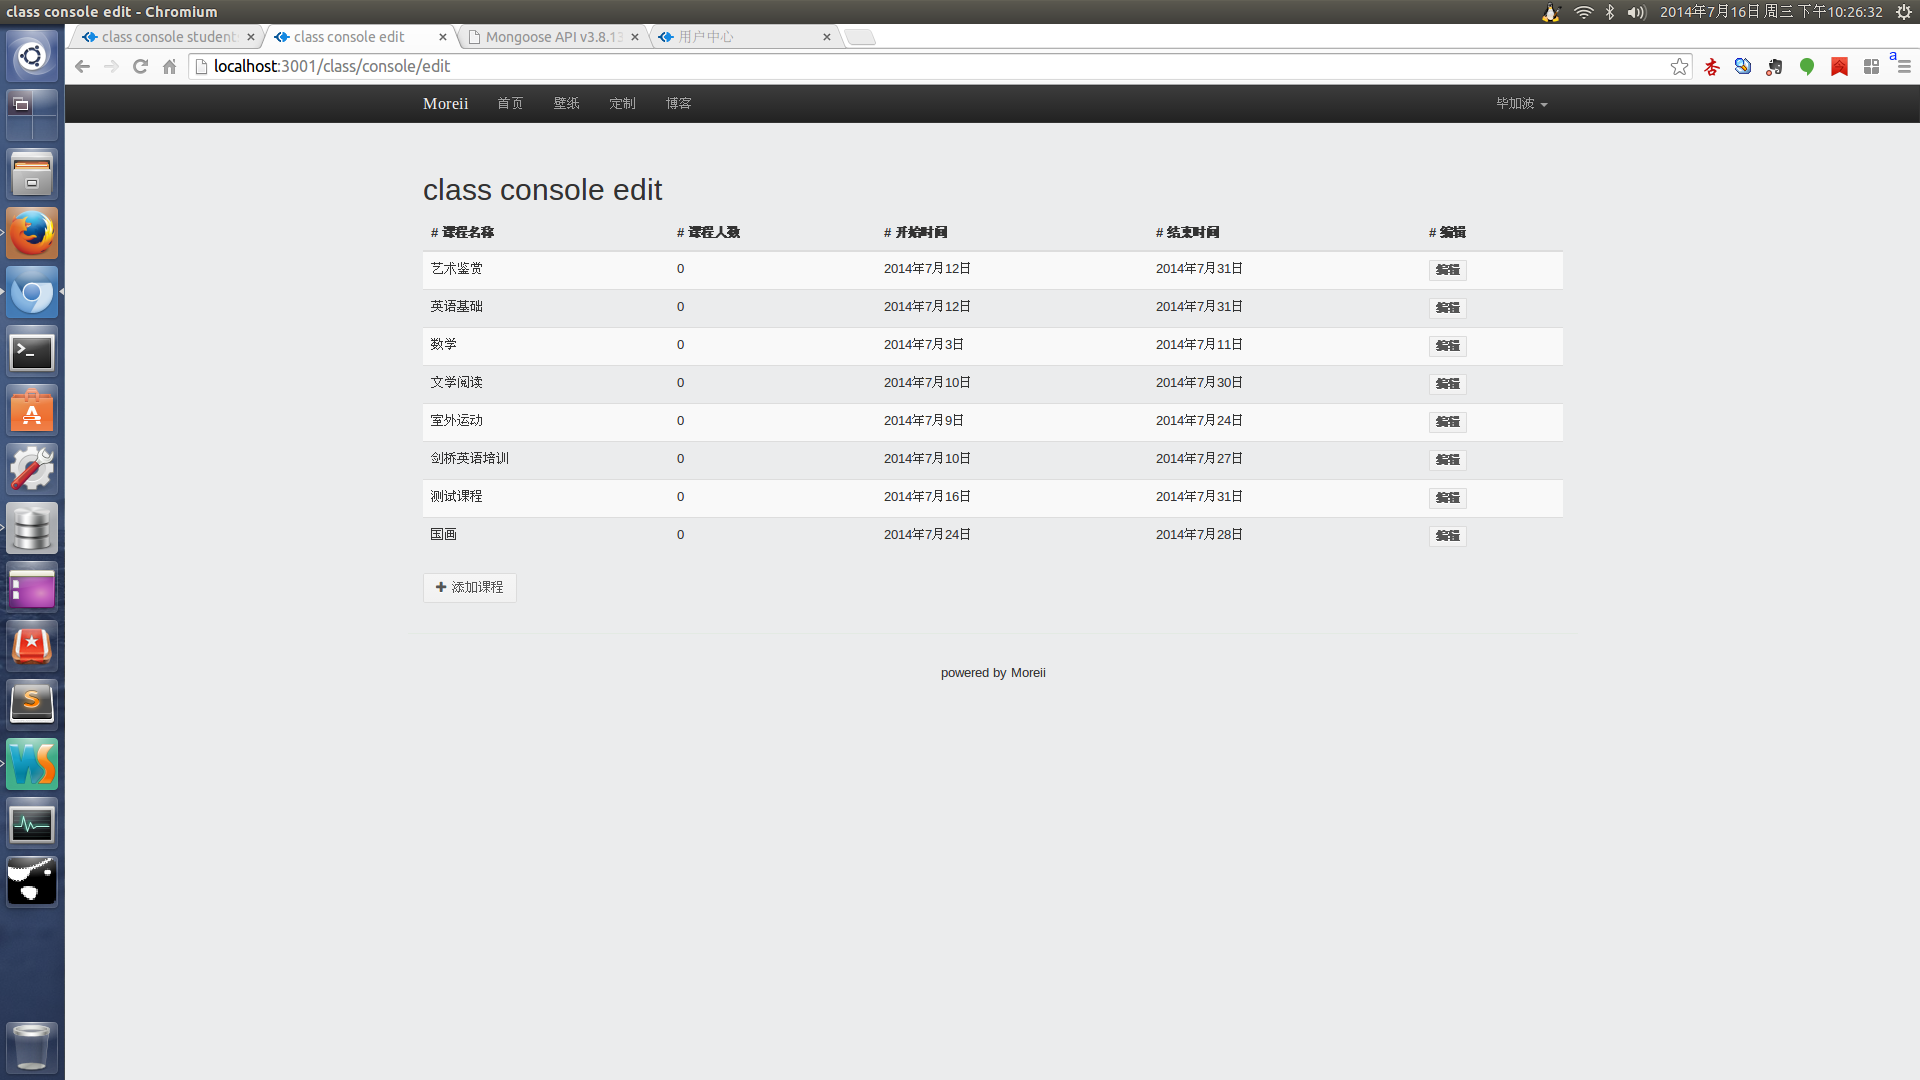 class console edit - Chromium
2014年7月16日 周三 下午10:26:32
class console student
class console edit
Mongoose API v3.8.13
用户中心
localhost:3001/class/console/edit
Moreii 首页 壁纸 定制 博客 毕加波
class console edit
# 课程名称 # 课程人数 # 开始时间 # 结束时间 # 编辑
艺术鉴赏 0 2014年7月12日 2014年7月31日 编辑
英语基础 0 2014年7月12日 2014年7月31日 编辑
数学 0 2014年7月3日 2014年7月11日 编辑
文学阅读 0 2014年7月10日 2014年7月30日 编辑
室外运动 0 2014年7月9日 2014年7月24日 编辑
剑桥英语培训 0 2014年7月10日 2014年7月27日 编辑
测试课程 0 2014年7月16日 2014年7月31日 编辑
国画 0 2014年7月24日 2014年7月28日 编辑
添加课程
powered by Moreii